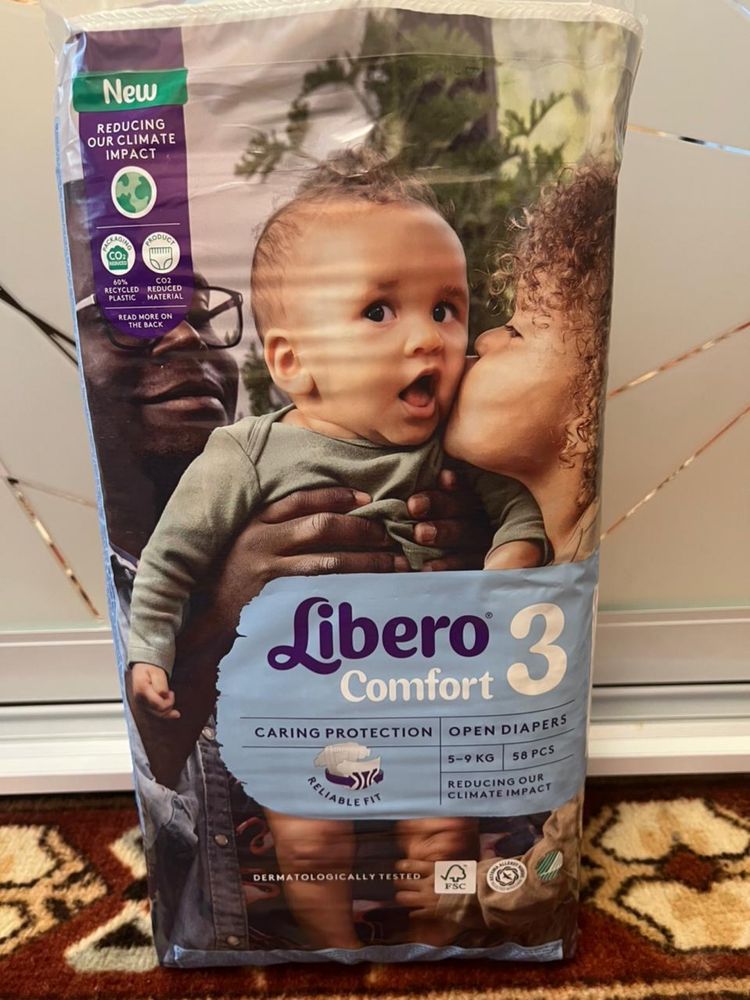 New
REDUCING
OUR CLIMATE
IMPACT
PACKAGING
CO2
REDUCED
PRODUCT
60%
RECYCLED
PLASTIC
CO2
REDUCED
MATERIAL
READ MORE ON
THE BACK
Libero®
Comfort
3
CARING PROTECTION
OPEN DIAPERS
5-9 KG
58 PCS
RELIABLE FIT
REDUCING OUR
CLIMATE IMPACT
DERMATOLOGICALLY TESTED
FSC